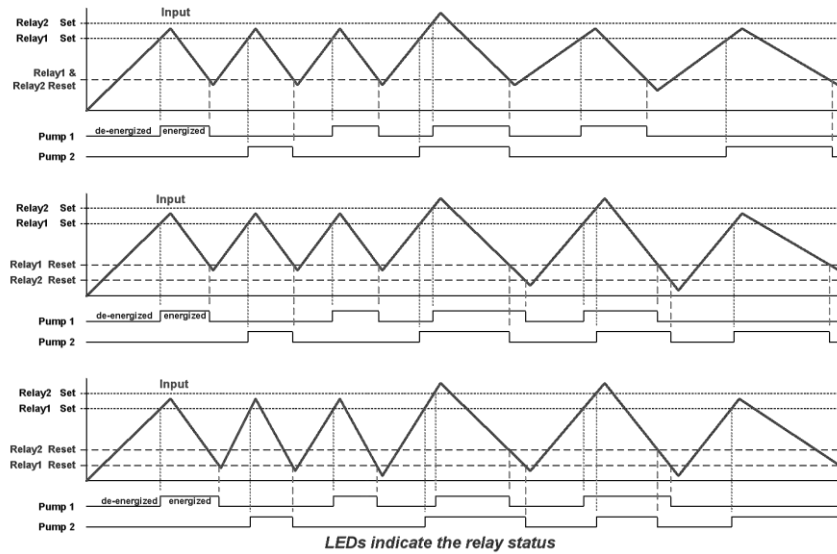 Input
Relay2 Set
Relay1 Set
Relay1 &
Relay2 Reset
Pump 1 de-energized energized
Pump 2
Input
Relay2 Set
Relay1 Set
Relay1 Reset
Relay2 Reset
Pump 1 de-energized energized
Pump 2
Input
Relay2 Set
Relay1 Set
Relay2 Reset
Relay1 Reset
Pump 1 de-energized energized
Pump 2
LEDs indicate the relay status